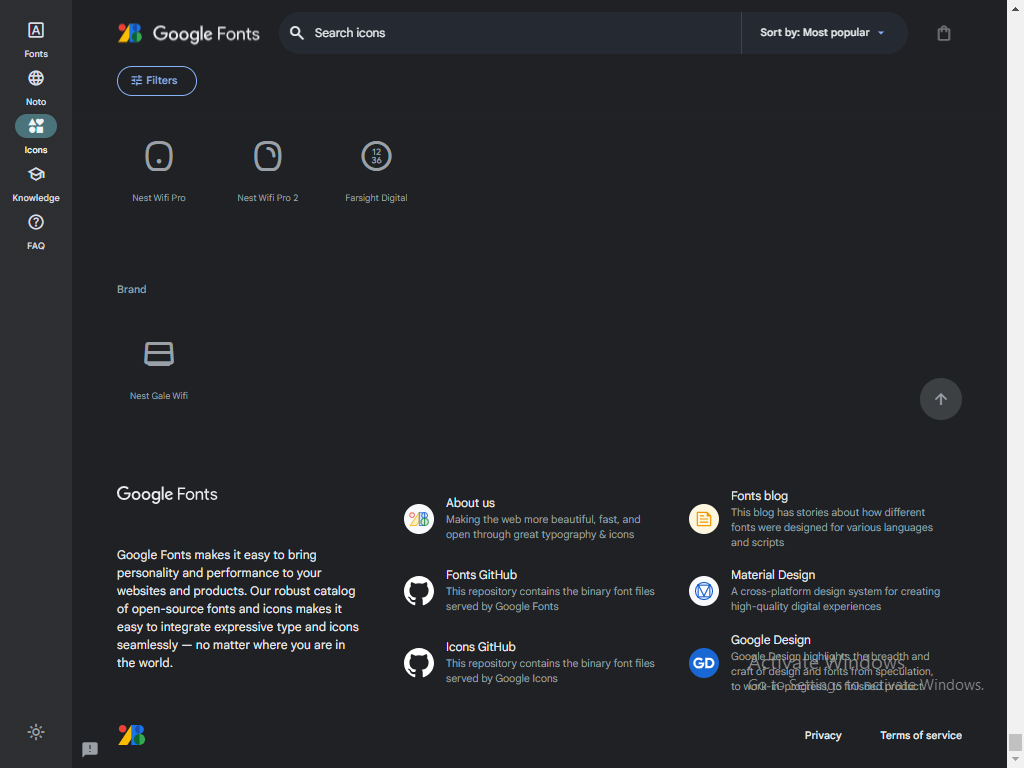 Fonts
Noto
Icons
Knowledge
FAQ
Google Fonts
Search icons
Sort by: Most popular
Filters
Nest Wifi Pro
Nest Wifi Pro 2
12
36
Farsight Digital
Brand
Nest Gale Wifi
Google Fonts
Google Fonts makes it easy to bring
personality and performance to your
websites and products. Our robust catalog
of open-source fonts and icons makes it
easy to integrate expressive type and icons
seamlessly — no matter where you are in
the world.
About us
Making the web more beautiful, fast, and
open through great typography & icons
Fonts GitHub
This repository contains the binary font files
served by Google Fonts
Icons GitHub
This repository contains the binary font files
served by Google Icons
Fonts blog
This blog has stories about how different
fonts were designed for various languages
and scripts
Material Design
A cross-platform design system for creating
high-quality digital experiences
GD
Google Design
Google Design highlights the breadth and
craft of design and fonts from speculation,
to work-in-progress, to finished product.
Activate Windows
Go to Settings to activate Windows.
Privacy
Terms of service